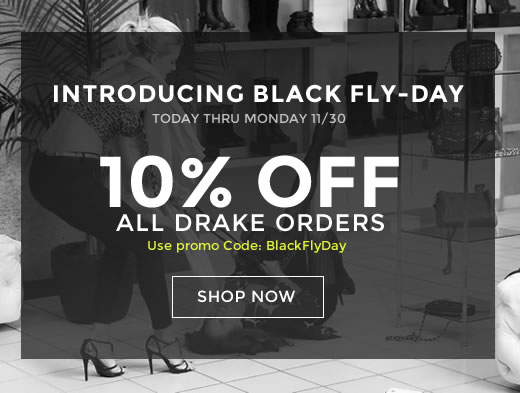 INTRODUCING BLACK FLY-DAY
TODAY THRU MONDAY 11/30
10% OFF
ALL DRAKE ORDERS
Use promo Code: BlackFlyDay
SHOP NOW